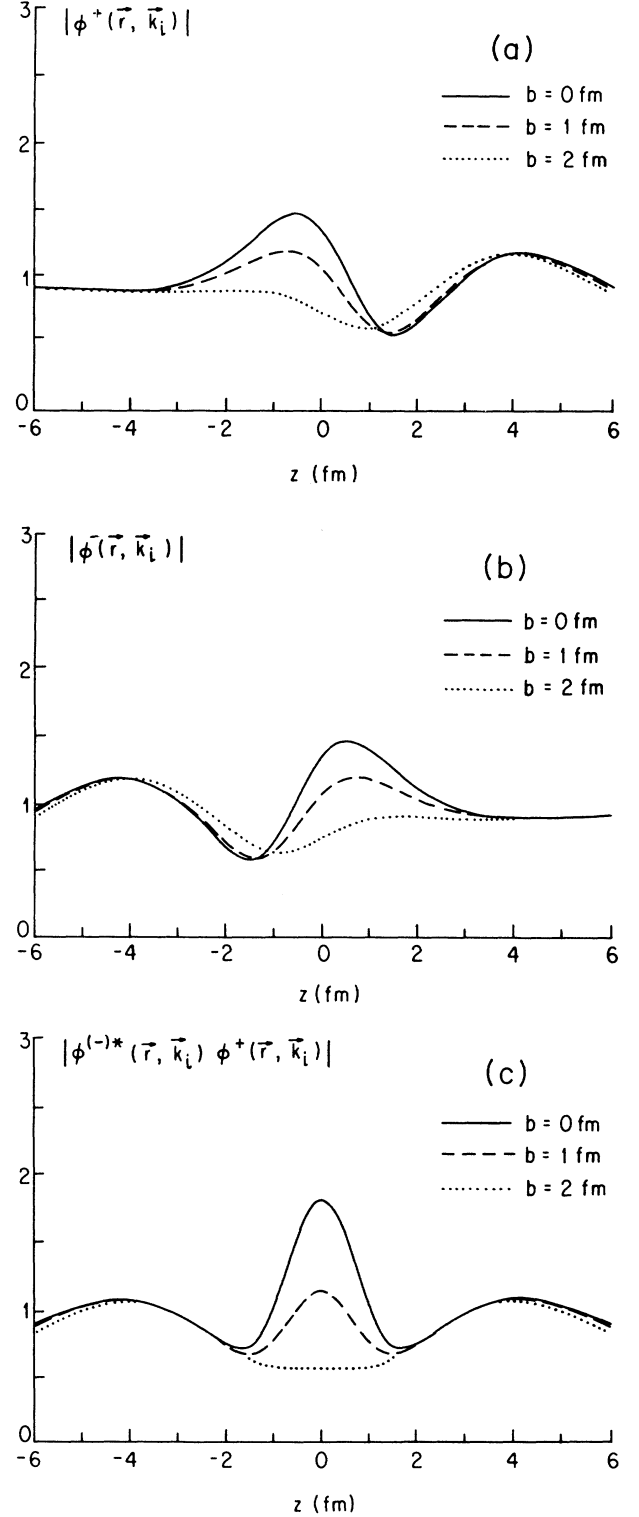 3
|ϕ⁺(r⃗, k⃗ᵢ)|
(a)
b = 0 fm
b = 1 fm
b = 2 fm
2
1
0
-6 -4 -2 0 2 4 6
z (fm)
3
|ϕ⁻(r⃗, k⃗ᵢ)|
(b)
b = 0 fm
b = 1 fm
b = 2 fm
2
1
0
-6 -4 -2 0 2 4 6
z (fm)
3
|ϕ⁽⁻⁾*(r⃗, k⃗ᵢ) ϕ⁺(r⃗, k⃗ᵢ)|
(c)
b = 0 fm
b = 1 fm
b = 2 fm
2
1
0
-6 -4 -2 0 2 4 6
z (fm)